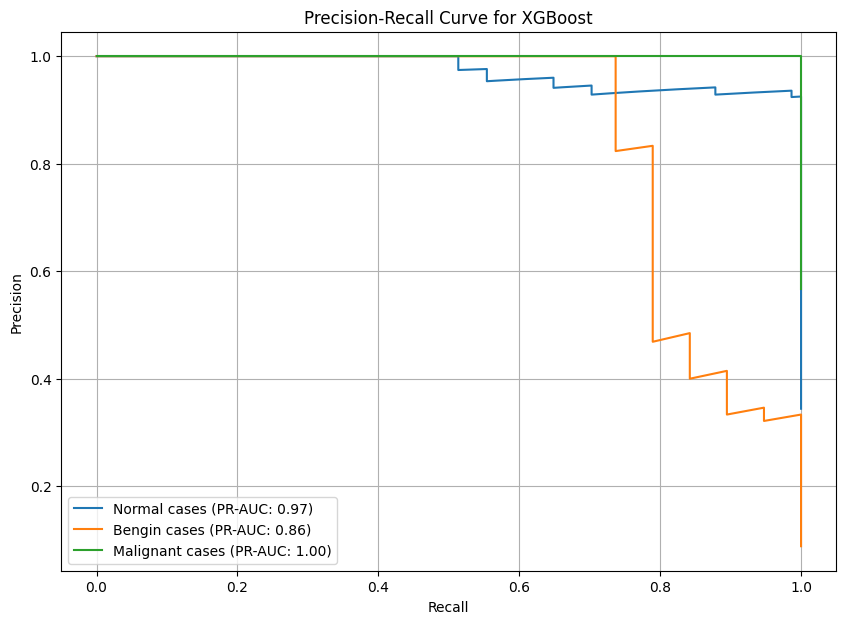 Precision-Recall Curve for XGBoost
Precision
1.0
0.8
0.6
0.4
0.2
Normal cases (PR-AUC: 0.97)
Bengin cases (PR-AUC: 0.86)
Malignant cases (PR-AUC: 1.00)
0.0 0.2 0.4 0.6 0.8 1.0
Recall